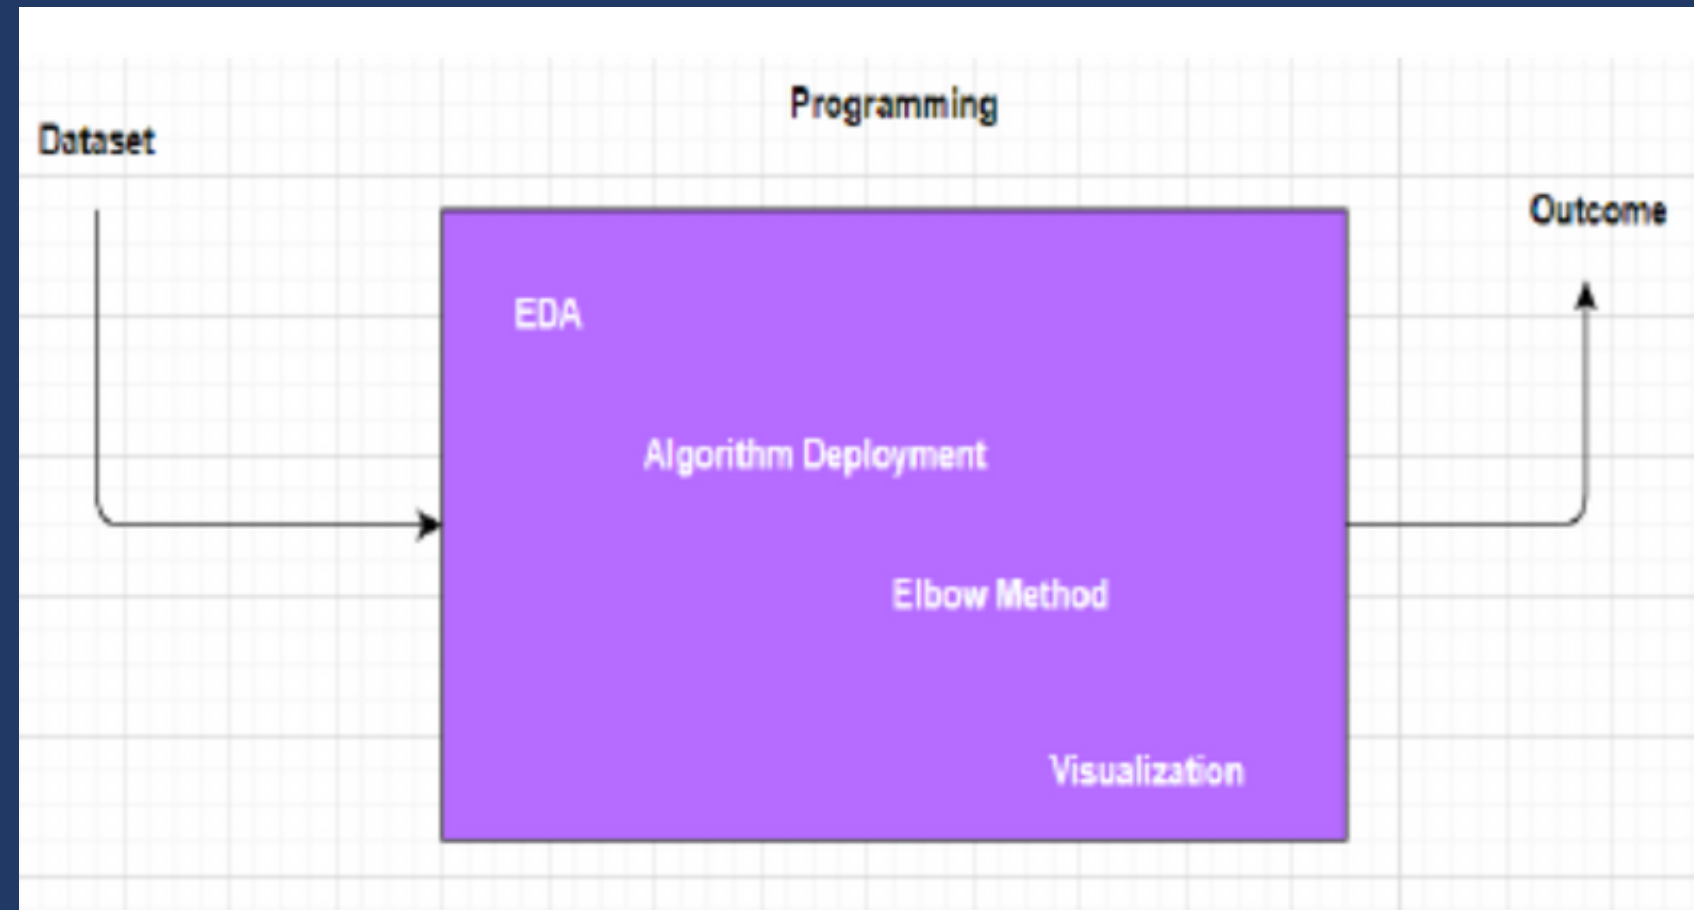 Programming
Dataset
Outcome
EDA
Algorithm Deployment
Elbow Method
Visualization